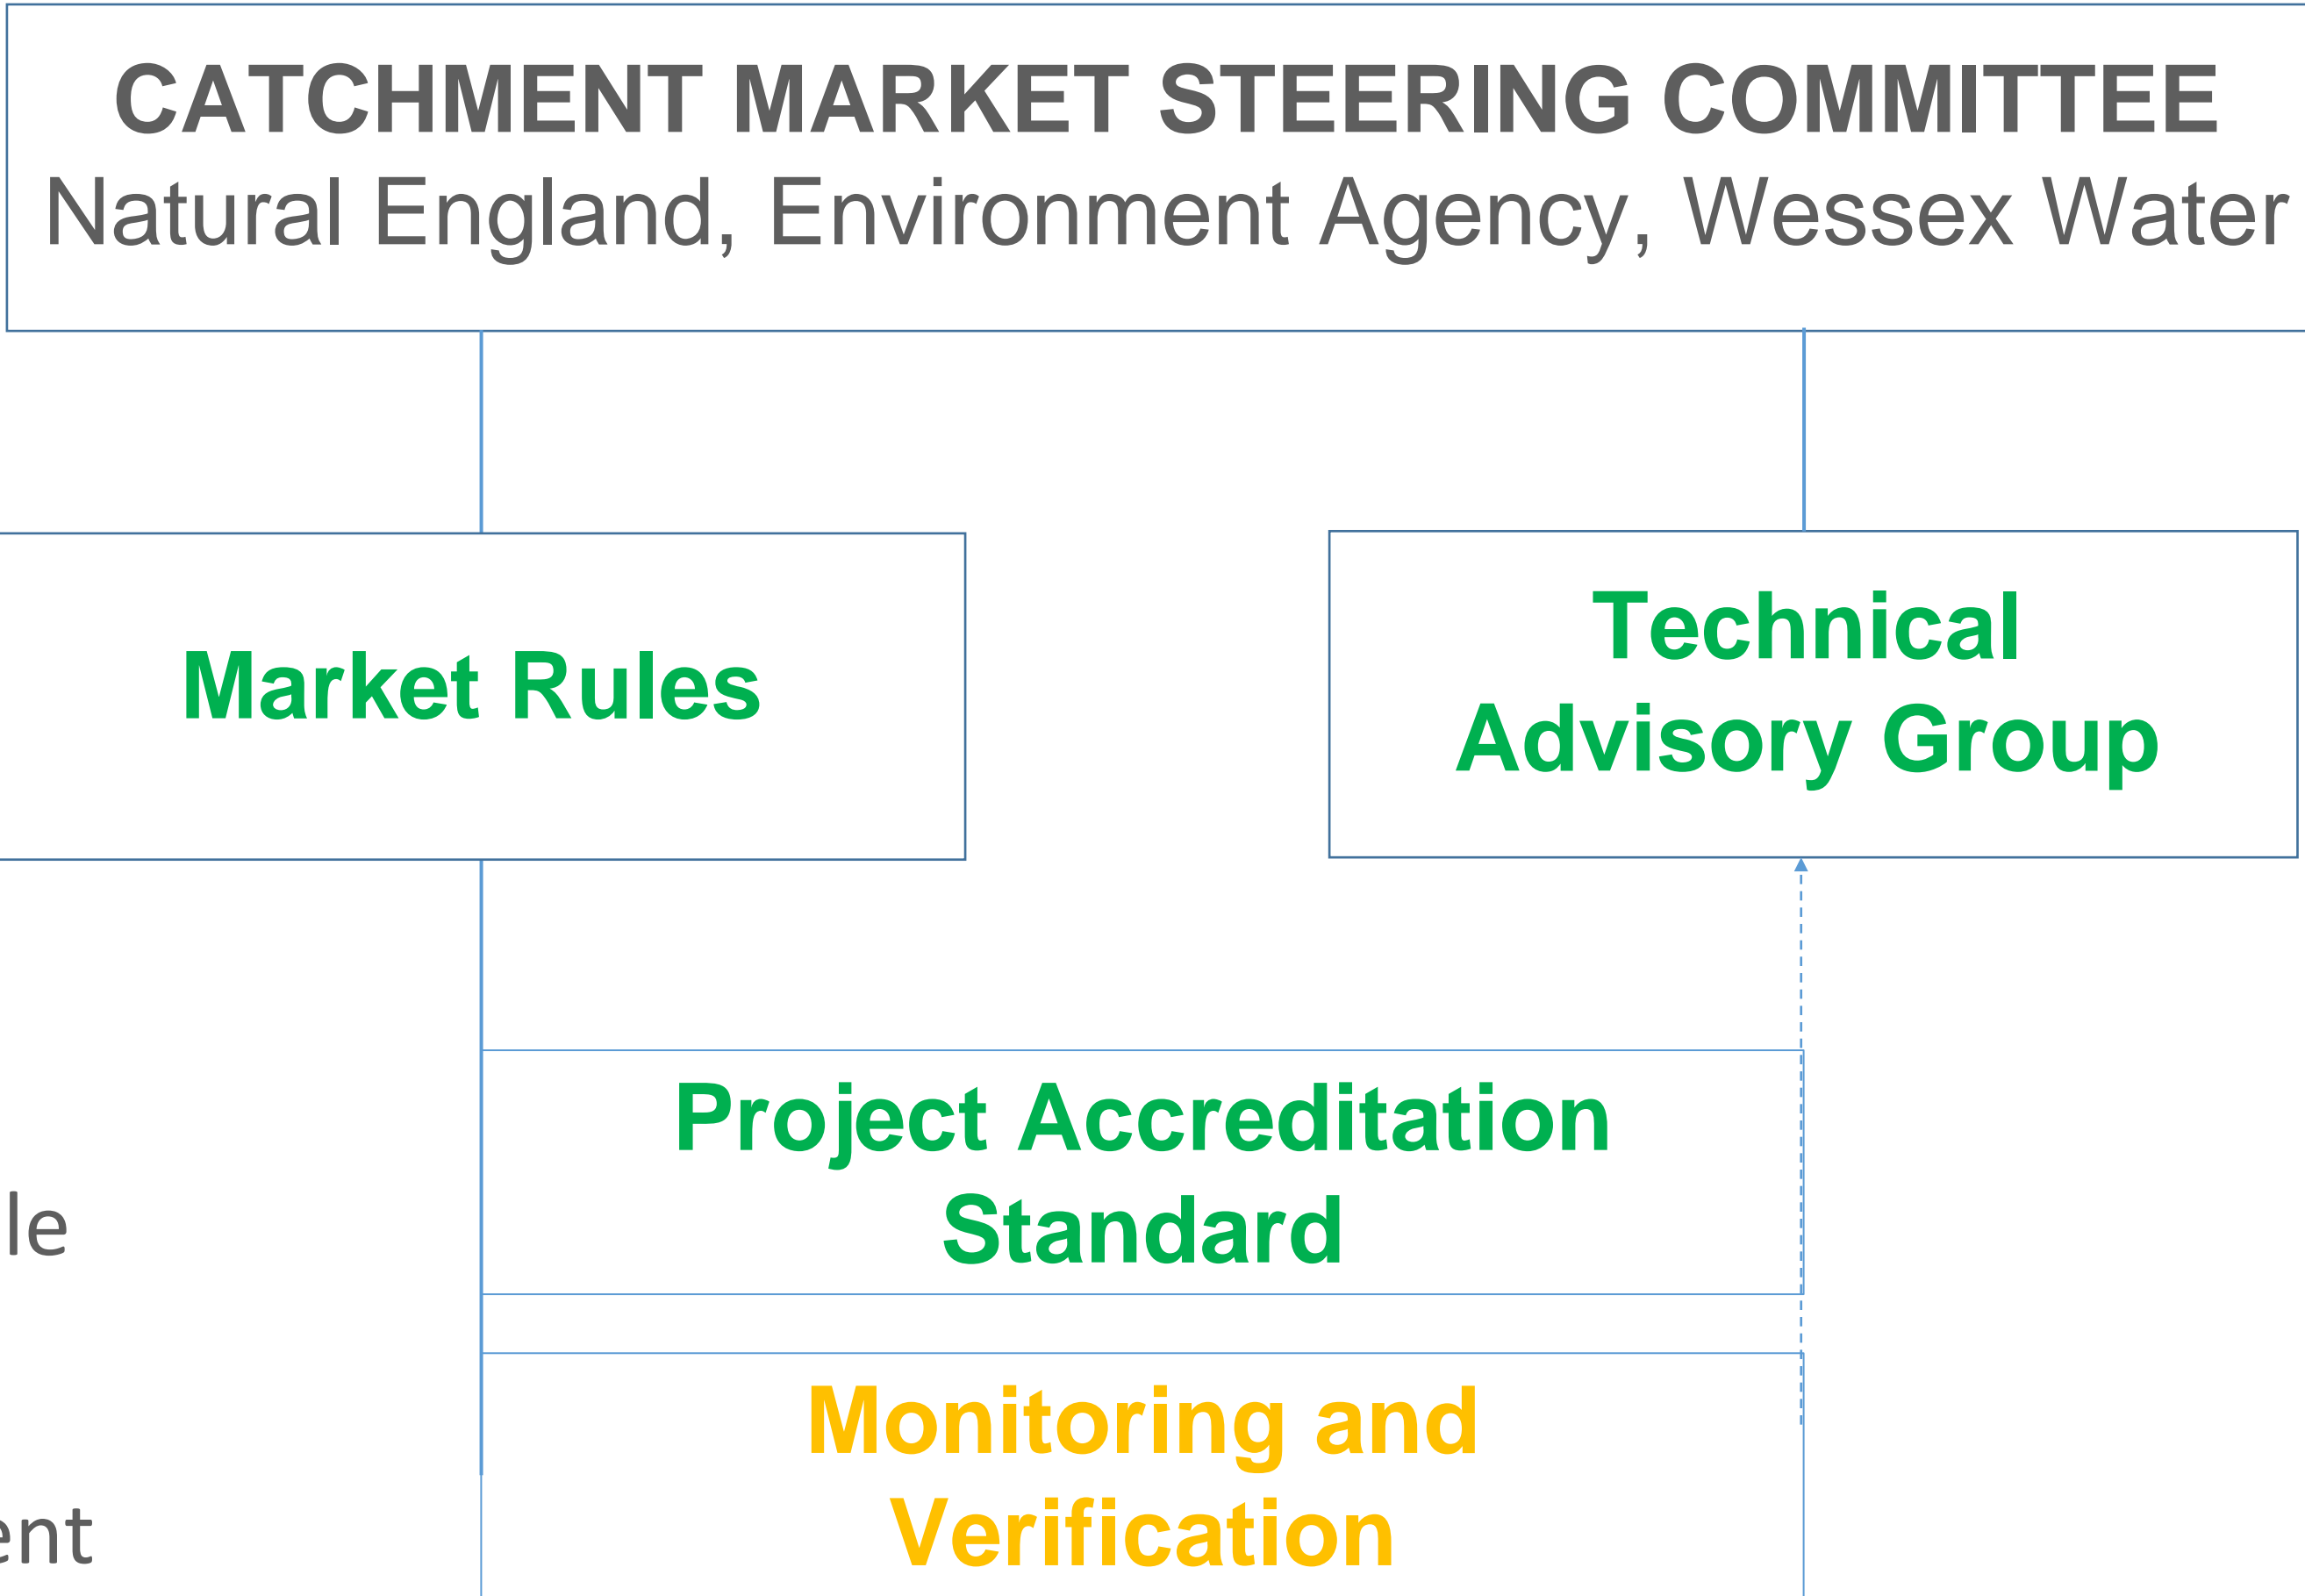 CATCHMENT MARKET STEERING COMMITTEE
Natural England, Environment Agency, Wessex Water
Market Rules
Technical
Advisory Group
Project Accreditation
Standard
Monitoring and
Verification